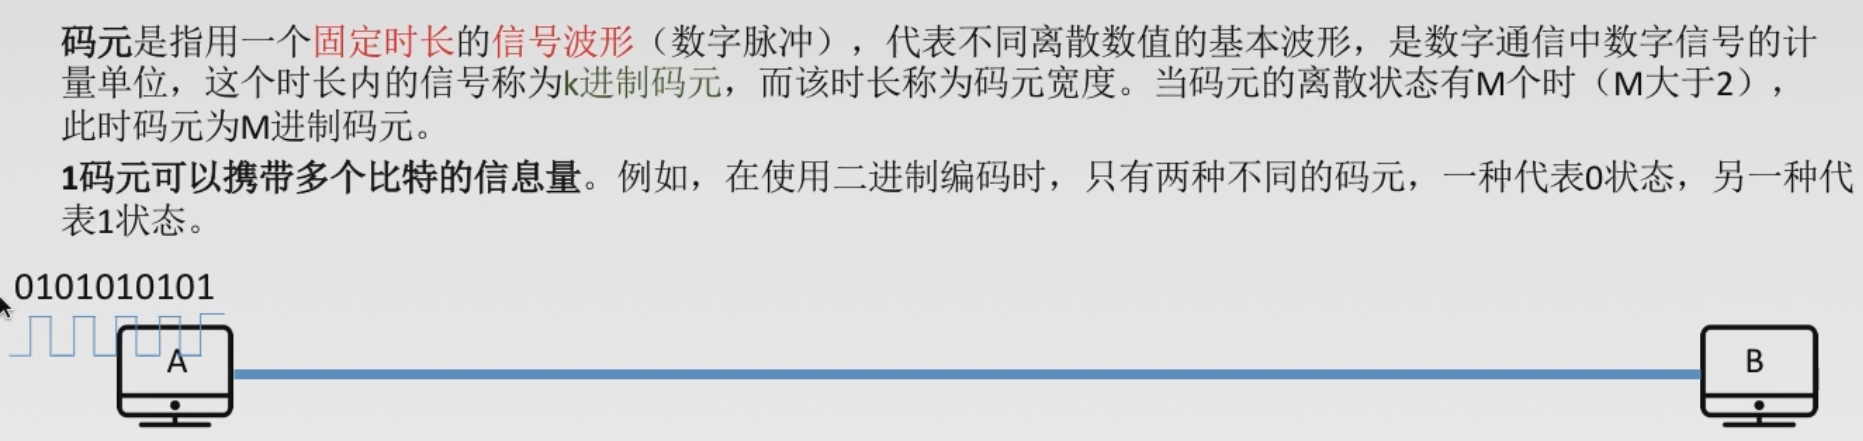 码元是指用一个固定时长的信号波形（数字脉冲），代表不同离散数值的基本波形，是数字通信中数字信号的计
量单位，这个时长内的信号称为k进制码元，而该时长称为码元宽度。当码元的离散状态有M个时（M大于2），
此时码元为M进制码元。
1码元可以携带多个比特的信息量。例如，在使用二进制编码时，只有两种不同的码元，一种代表0状态，另一种代
表1状态。
0101010101
A
B